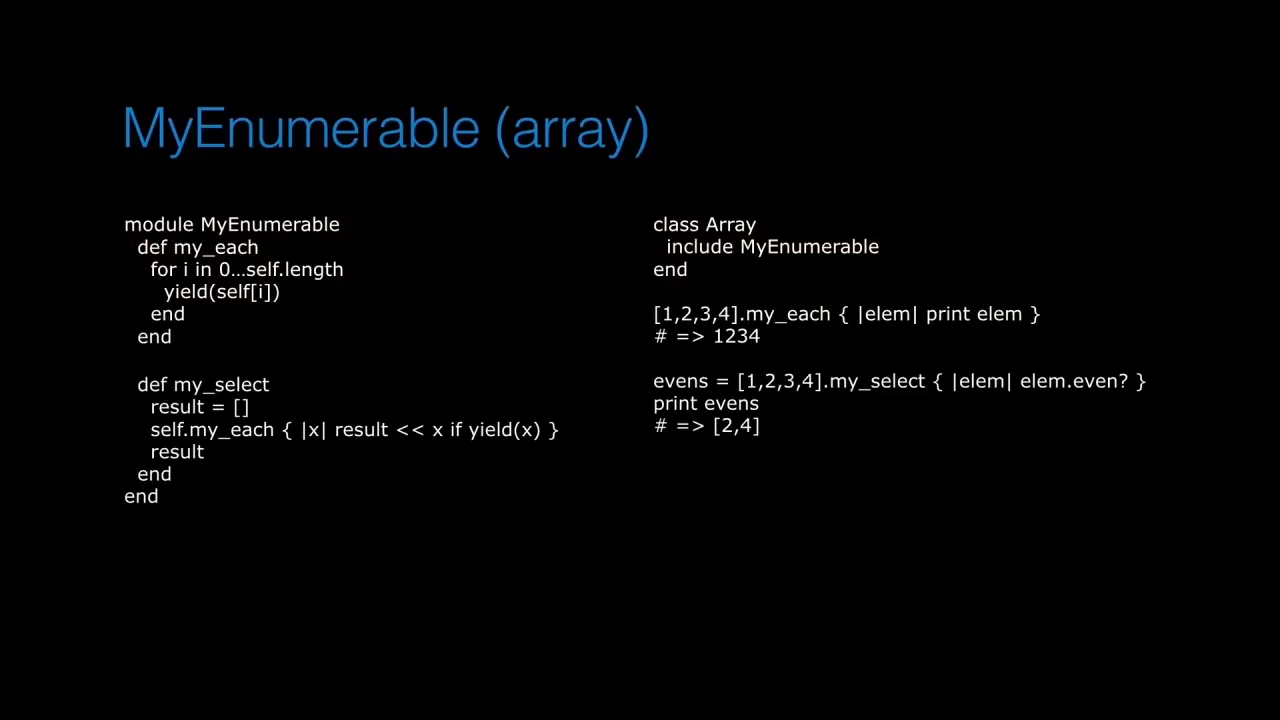 MyEnumerable (array)
module MyEnumerable
  def my_each
    for i in 0…self.length
      yield(self[i])
    end
  end

  def my_select
    result = []
    self.my_each { |x| result << x if yield(x) }
    result
  end
end
class Array
  include MyEnumerable
end

[1,2,3,4].my_each { |elem| print elem }
# => 1234

evens = [1,2,3,4].my_select { |elem| elem.even? }
print evens
# => [2,4]